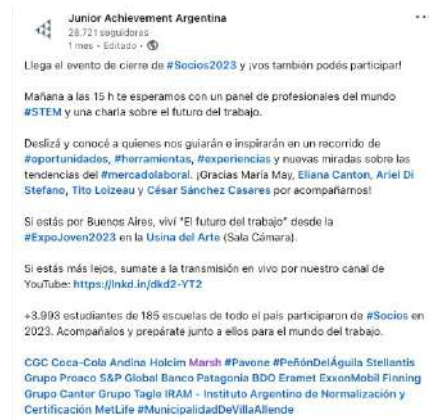 Junior Achievement Argentina
28.721 seguidores
1 mes • Editado •
Llega el evento de cierre de #Socios2023 y ¡vos también podés participar!
Mañana a las 15 h te esperamos con un panel de profesionales del mundo
#STEM y una charla sobre el futuro del trabajo.
Deslizá y conocé a quienes nos guiarán e inspirarán en un recorrido de
#oportunidades, #herramientas, #experiencias y nuevas miradas sobre las
tendencias del #mercadolaboral. ¡Gracias María May, Eliana Canton, Ariel Di
Stefano, Tito Loizeau y César Sánchez Casares por acompañarnos!
Si estás por Buenos Aires, viví "El futuro del trabajo" desde la
#ExpoJoven2023 en la Usina del Arte (Sala Cámara).
Si estás más lejos, sumate a la transmisión en vivo por nuestro canal de
YouTube: https://lnkd.in/dkd2-YT2
+3.993 estudiantes de 185 escuelas de todo el país participaron de #Socios en
2023. Acompañalos y prepárate junto a ellos para el mundo del trabajo.
CGC Coca-Cola Andina Holcim Marsh #Pavone #PeñónDelÁguila Stellantis
Grupo Proaco S&P Global Banco Patagonia BDO Eramet ExxonMobil Finning
Grupo Canter Grupo Tagle IRAM - Instituto Argentino de Normalización y
Certificación MetLife #MunicipalidadDeVillaAllende